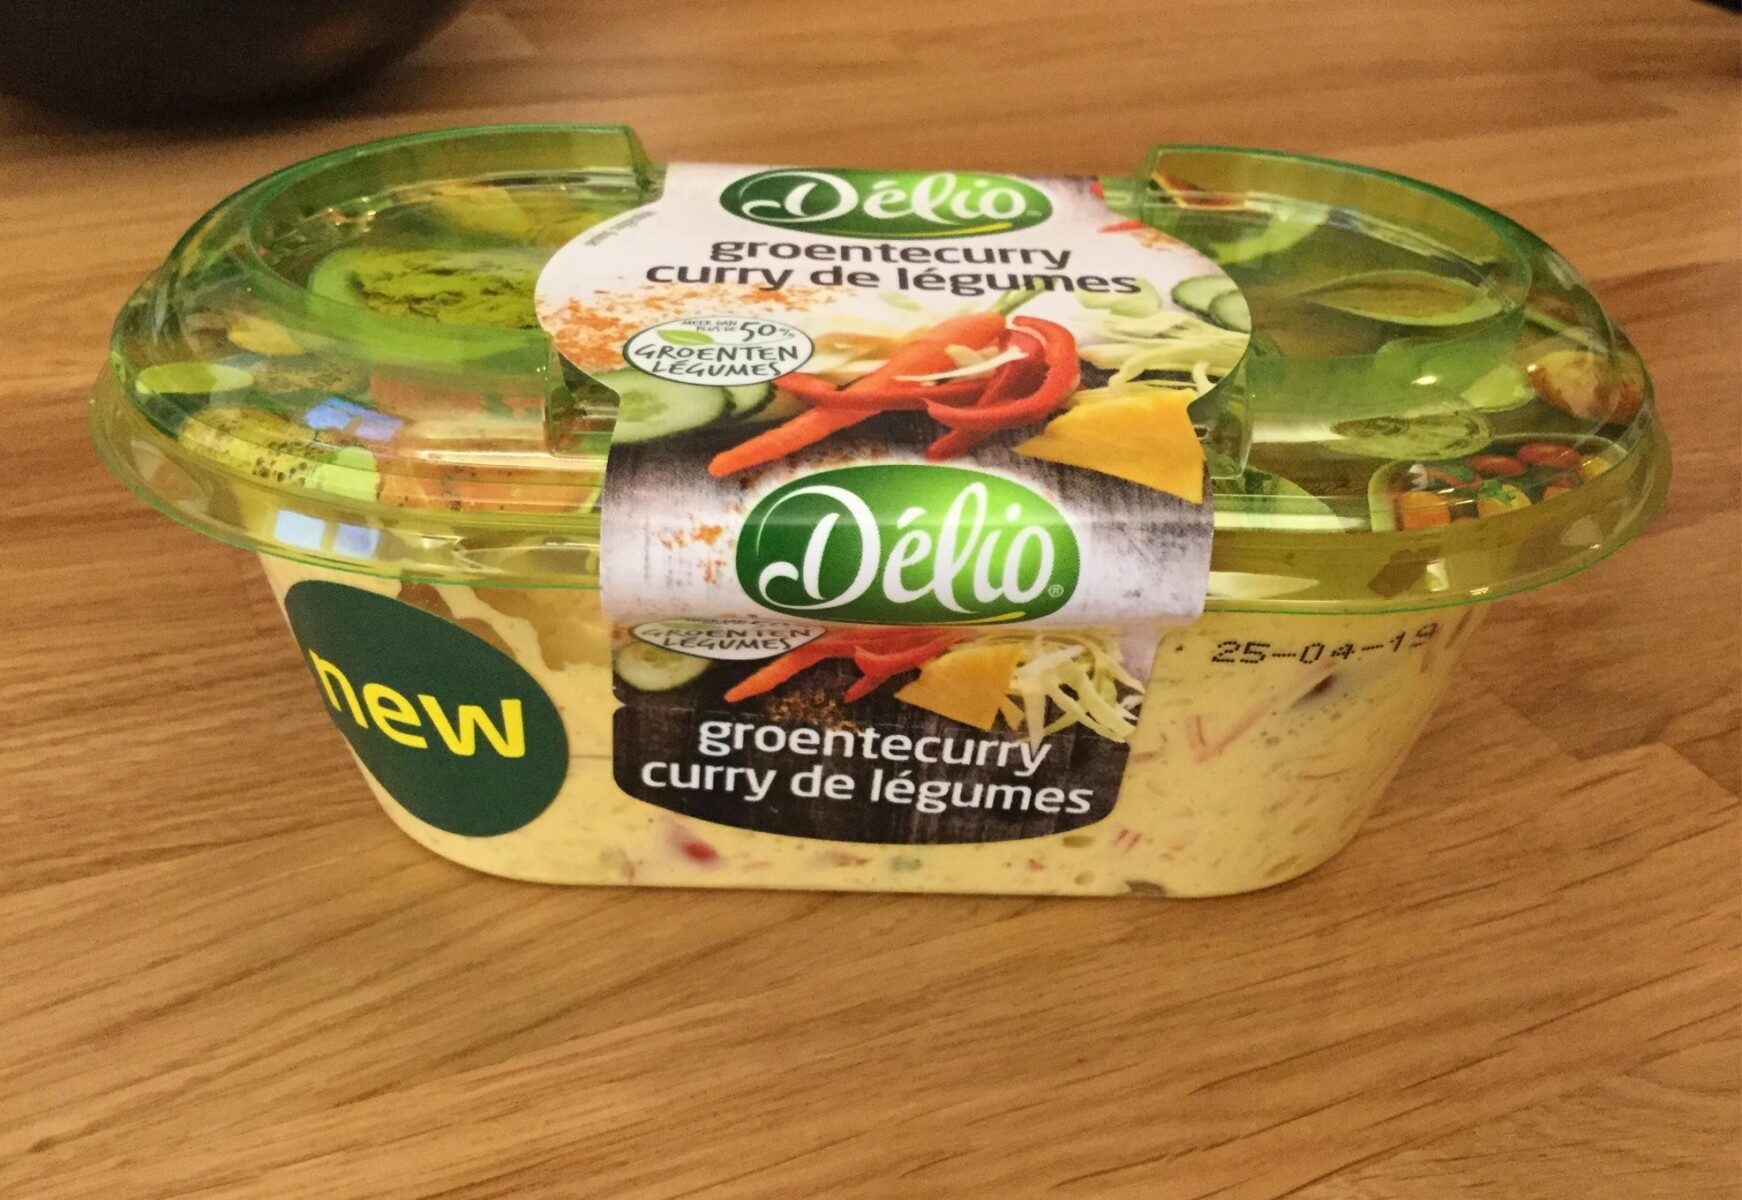 Délio
groentecurry
curry de légumes
MEER DAN
PLUS DE 50%
GROENTEN
LÉGUMES
Délio®
GROENTEN
LÉGUMES
25-04-19
new
groentecurry
curry de légumes